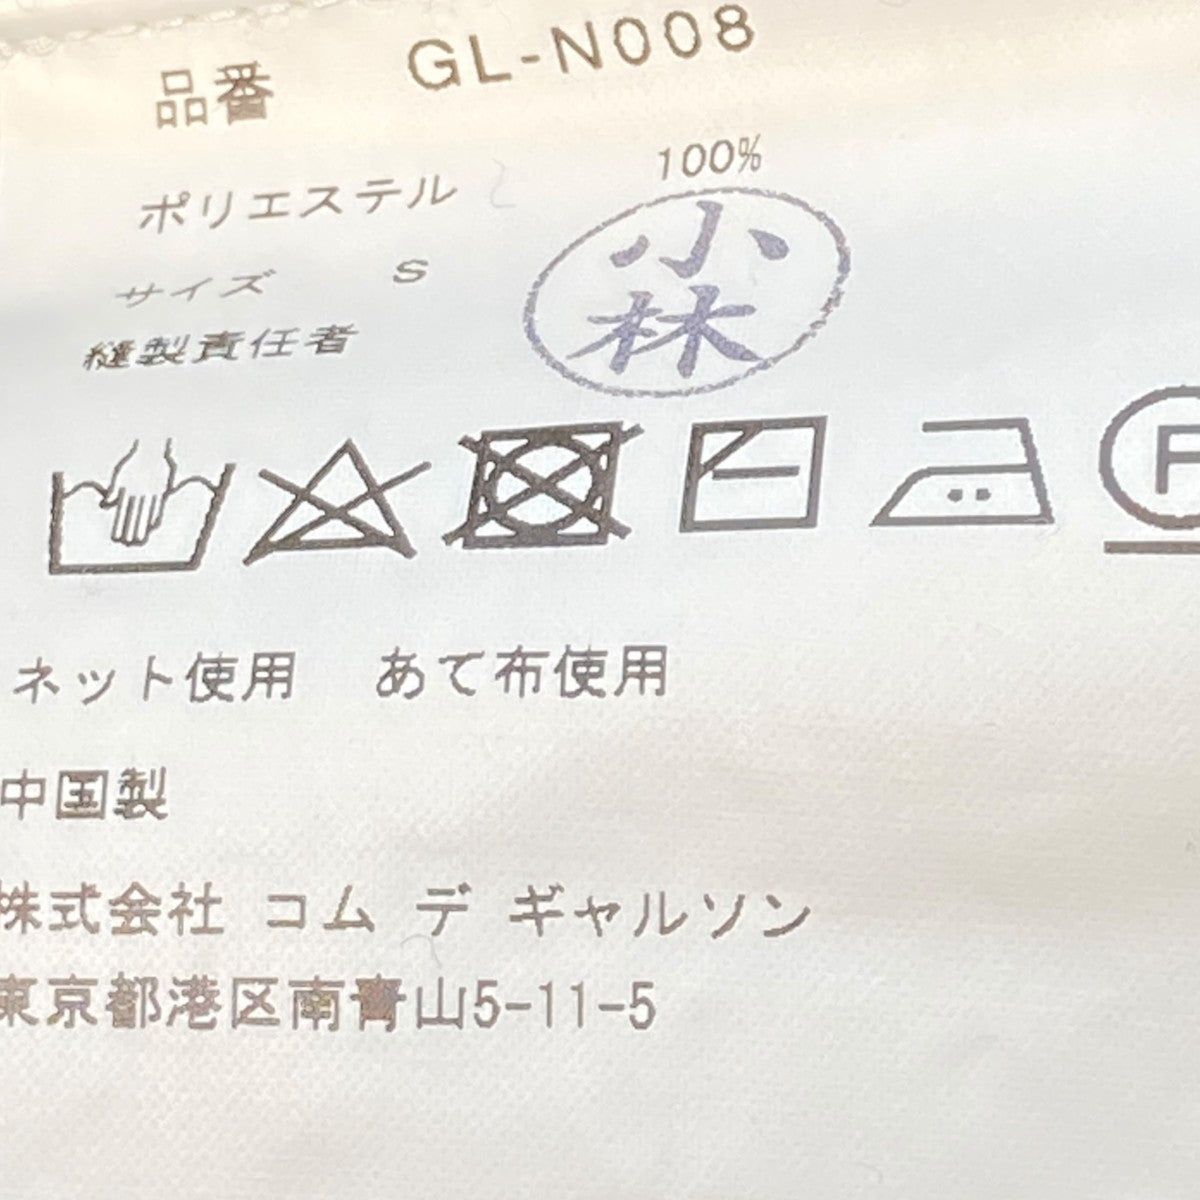 品番 GL-N008
ポリエステル 100%
サイズ S
縫製責任者 小林
ネット使用 あて布使用
中国製
株式会社 コム デ ギャルソン
東京都港区南青山5-11-5